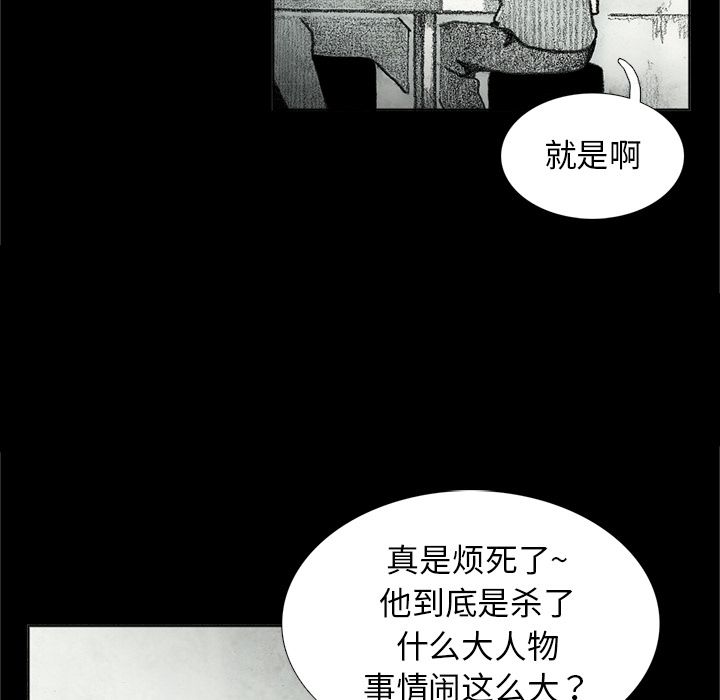 就是啊
真是烦死了~
他到底是杀了
什么大人物
事情闹这么大？